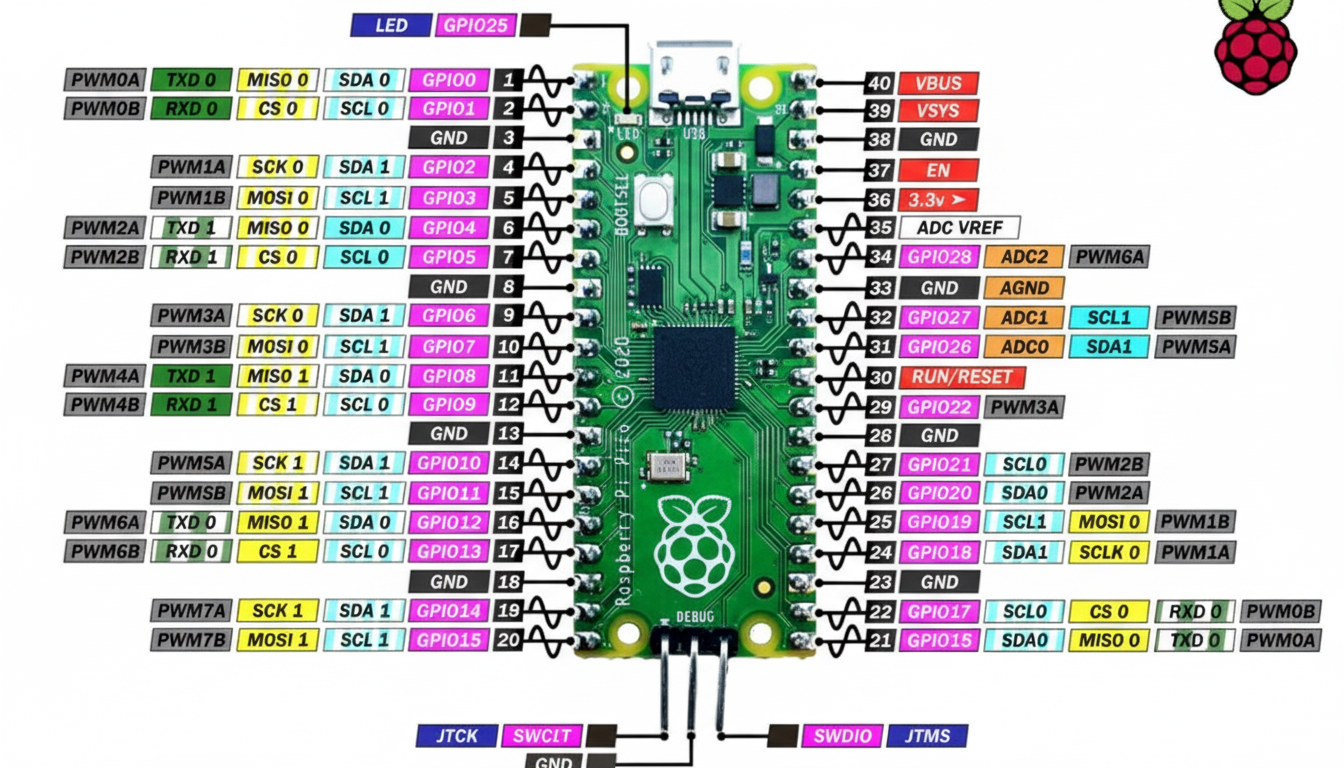 LED GPIO25
PWM0A TXD 0 MISO 0 SDA 0 GPIO0 1
PWM0B RXD 0 CS 0 SCL 0 GPIO1 2
GND 3
PWM1A SCK 0 SDA 1 GPIO2 4
PWM1B MOSI 0 SCL 1 GPIO3 5
PWM2A TXD 1 MISO 0 SDA 0 GPIO4 6
PWM2B RXD 1 CS 0 SCL 0 GPIO5 7
GND 8
PWM3A SCK 0 SDA 1 GPIO6 9
PWM3B MOSI 0 SCL 1 GPIO7 10
PWM4A TXD 1 MISO 1 SDA 0 GPIO8 11
PWM4B RXD 1 CS 1 SCL 0 GPIO9 12
GND 13
PWMSA SCK 1 SDA 1 GPIO10 14
PWMSB MOSI 1 SCL 1 GPIO11 15
PWM6A TXD 0 MISO 1 SDA 0 GPIO12 16
PWM6B RXD 0 CS 1 SCL 0 GPIO13 17
GND 18
PWM7A SCK 1 SDA 1 GPIO14 19
PWM7B MOSI 1 SCL 1 GPIO15 20
LED
USB
BOOTSEL
Raspberry Pi Pico © 2020
DEBUG
40 VBUS
39 VSYS
38 GND
37 EN
36 3.3v ➤
35 ADC VREF
34 GPIO28 ADC2 PWM6A
33 GND AGND
32 GPIO27 ADC1 SCL1 PWMSB
31 GPIO26 ADC0 SDA1 PWMSA
30 RUN/RESET
29 GPIO22 PWM3A
28 GND
27 GPIO21 SCL0 PWM2B
26 GPIO20 SDA0 PWM2A
25 GPIO19 SCL1 MOSI 0 PWM1B
24 GPIO18 SDA1 SCLK 0 PWM1A
23 GND
22 GPIO17 SCL0 CS 0 RXD 0 PWM0B
21 GPIO15 SDA0 MISO 0 TXD 0 PWM0A
JTCK SWCLT
GND
SWDIO JTMS